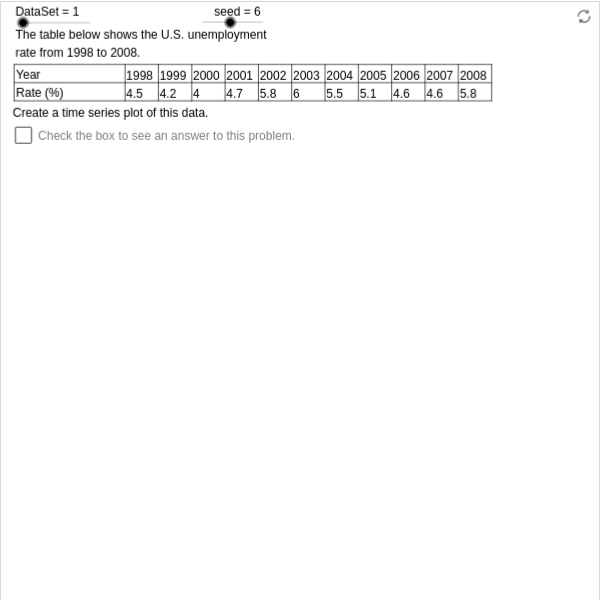 DataSet = 1 seed = 6
The table below shows the U.S. unemployment
rate from 1998 to 2008.
Year 1998 1999 2000 2001 2002 2003 2004 2005 2006 2007 2008
Rate (%) 4.5 4.2 4 4.7 5.8 6 5.5 5.1 4.6 4.6 5.8
Create a time series plot of this data.
Check the box to see an answer to this problem.